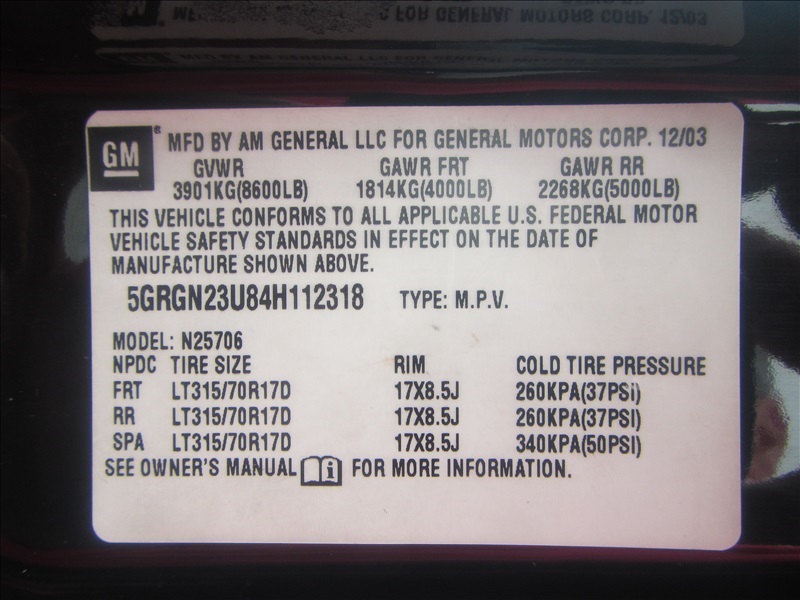 GM® MFD BY AM GENERAL LLC FOR GENERAL MOTORS CORP. 12/03
GVWR GAWR FRT GAWR RR
3901KG(8600LB) 1814KG(4000LB) 2268KG(5000LB)
THIS VEHICLE CONFORMS TO ALL APPLICABLE U.S. FEDERAL MOTOR
VEHICLE SAFETY STANDARDS IN EFFECT ON THE DATE OF
MANUFACTURE SHOWN ABOVE.
5GRGN23U84H112318 TYPE: M.P.V.
MODEL: N25706
NPDC TIRE SIZE RIM COLD TIRE PRESSURE
FRT LT315/70R17D 17X8.5J 260KPA(37PSi)
RR LT315/70R17D 17X8.5J 260KPA(37PSI)
SPA LT315/70R17D 17X8.5J 340KPA(50PSI)
SEE OWNER'S MANUAL i FOR MORE INFORMATION.